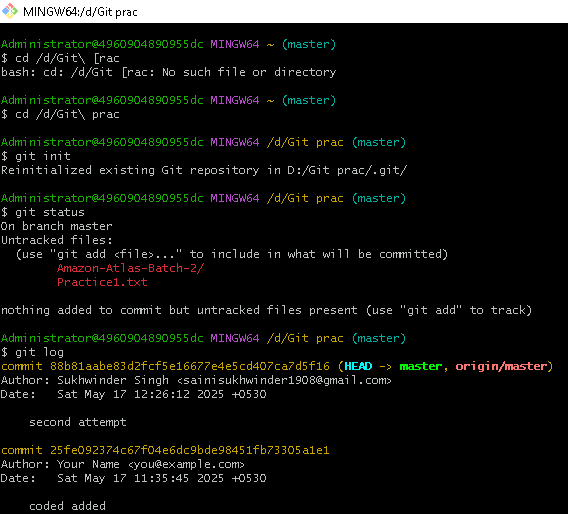 MINGW64:/d/Git prac
Administrator@4960904890955dc MINGW64 ~ (master)
$ cd /d/Git\ [rac
bash: cd: /d/Git [rac: No such file or directory
Administrator@4960904890955dc MINGW64 ~ (master)
$ cd /d/Git\ prac
Administrator@4960904890955dc MINGW64 /d/Git prac (master)
$ git init
Reinitialized existing Git repository in D:/Git prac/.git/
Administrator@4960904890955dc MINGW64 /d/Git prac (master)
$ git status
On branch master
Untracked files:
  (use "git add <file>..." to include in what will be committed)
        Amazon-Atlas-Batch-2/
        Practice1.txt
nothing added to commit but untracked files present (use "git add" to track)
Administrator@4960904890955dc MINGW64 /d/Git prac (master)
$ git log
commit 88b81aabe83d2fcf5e16677e4e5cd407ca7d5f16 (HEAD -> master, origin/master)
Author: Sukhwinder Singh <sainisukhwinder1908@gmail.com>
Date:   Sat May 17 12:26:12 2025 +0530
    second attempt
commit 25fe092374c67f04e6dc9bde98451fb73305a1e1
Author: Your Name <you@example.com>
Date:   Sat May 17 11:35:45 2025 +0530
    coded added